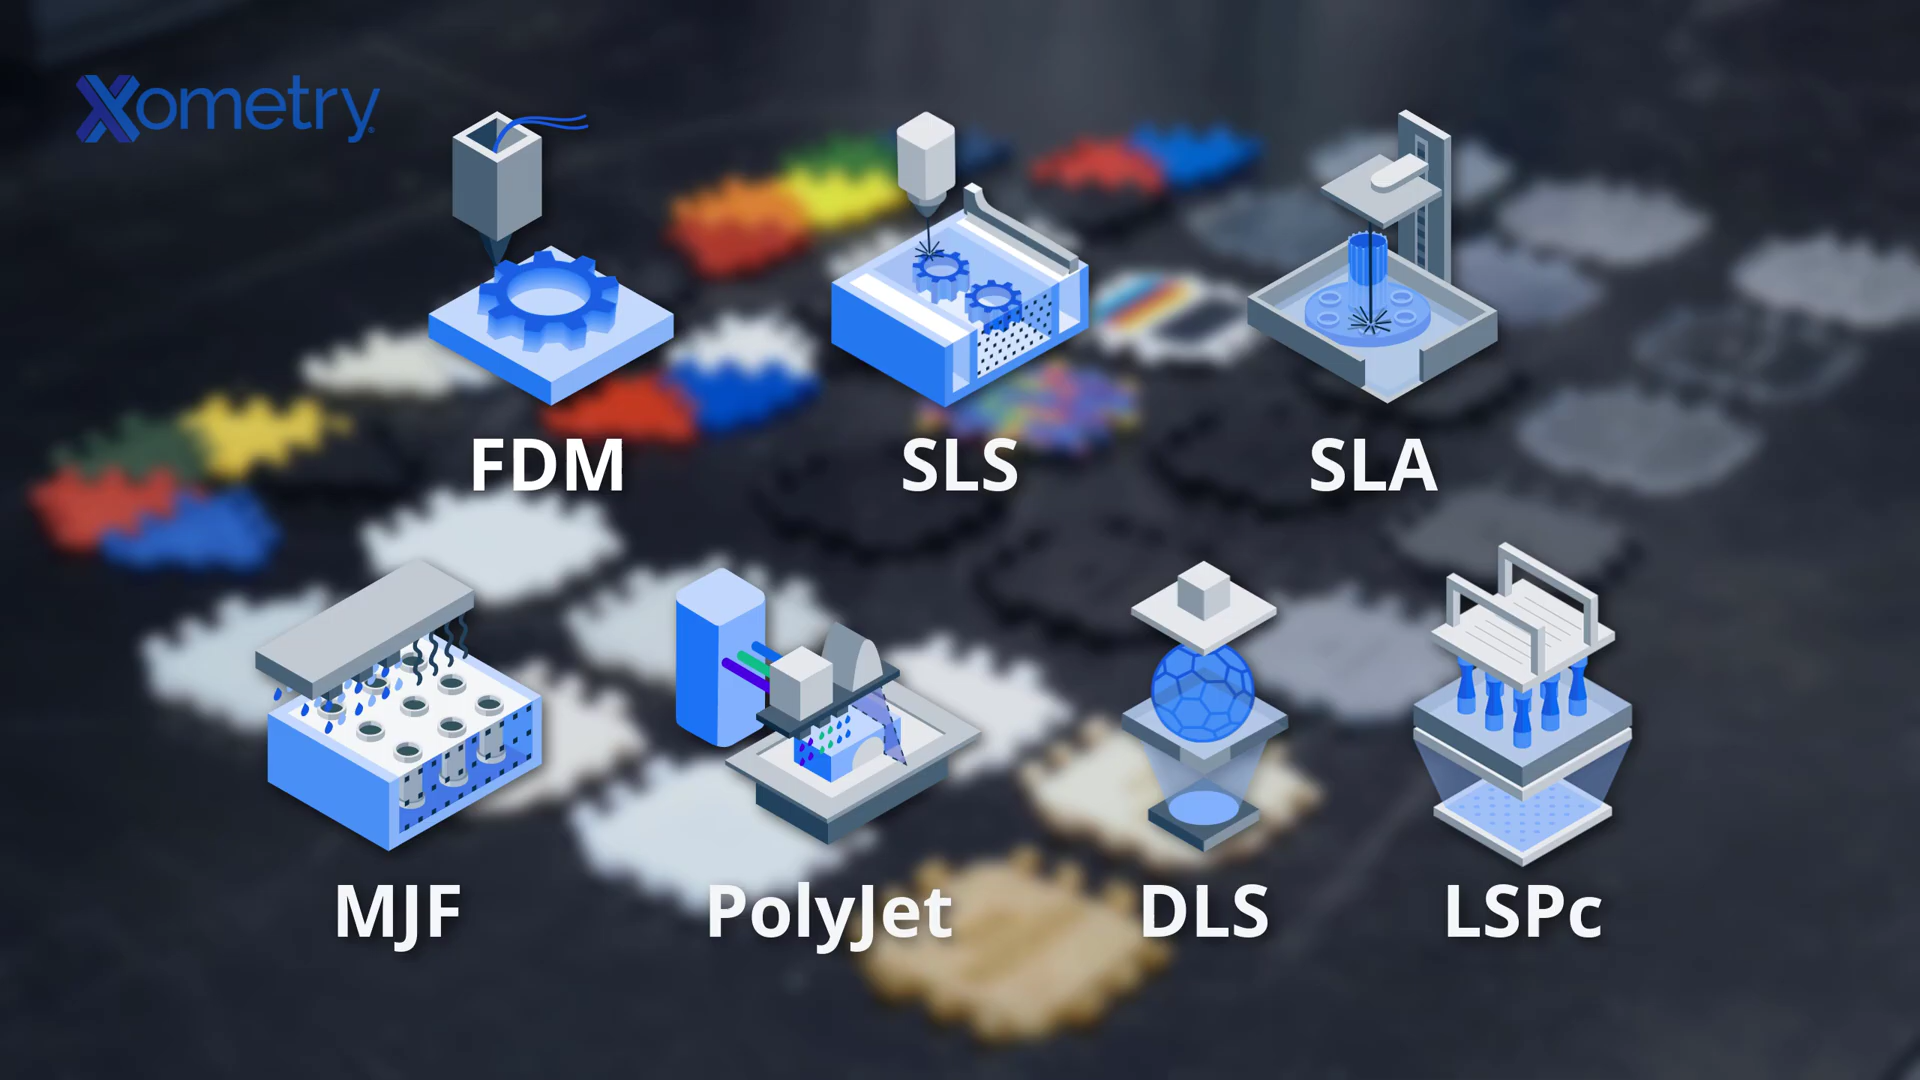 Xometry
FDM
SLS
SLA
MJF
PolyJet
DLS
LSPc